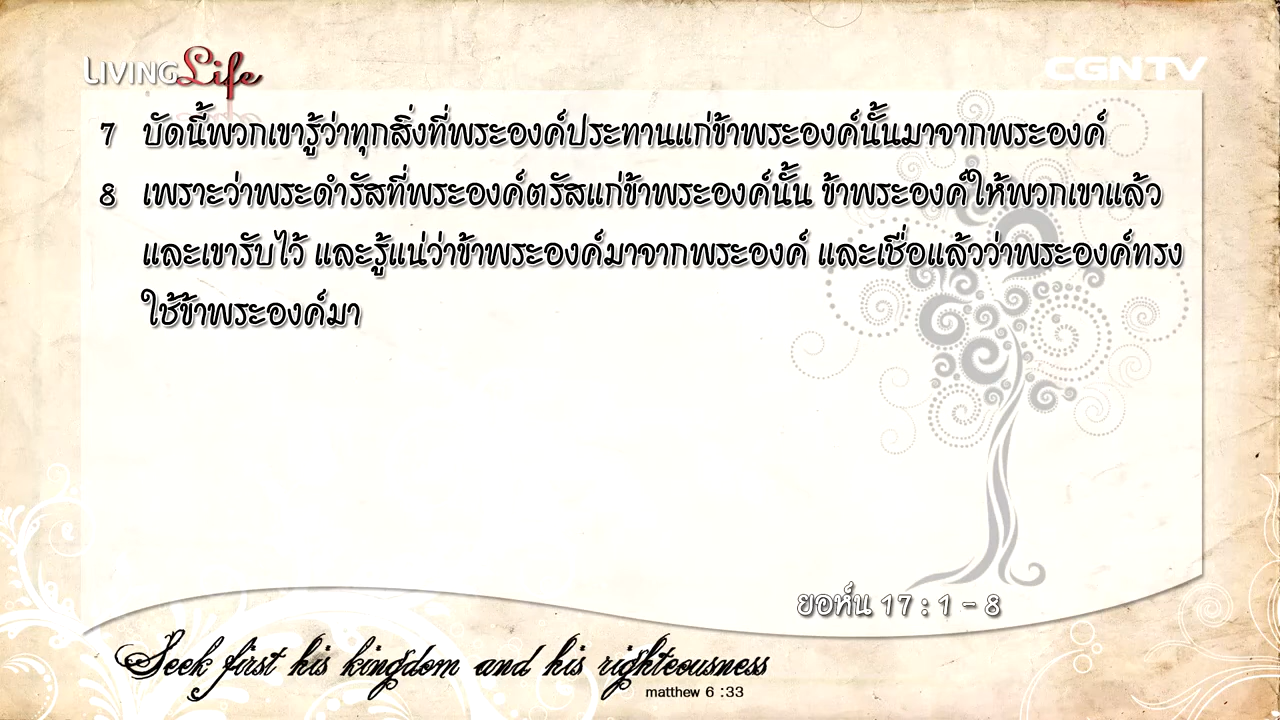 LIVING Life
CGNTV
7 บัดนี้พวกเขารู้ว่าทุกสิ่งที่พระองค์ประทานแก่ข้าพระองค์นั้นมาจากพระองค์
8 เพราะว่าพระดำรัสที่พระองค์ตรัสแก่ข้าพระองค์นั้น ข้าพระองค์ให้พวกเขาแล้ว
และเขารับไว้ และรู้แน่ว่าข้าพระองค์มาจากพระองค์ และเชื่อแล้วว่าพระองค์ทรง
ใช้ข้าพระองค์มา
ยอห์น 17 : 1 - 8
Seek first his kingdom and his righteousness
matthew 6 :33